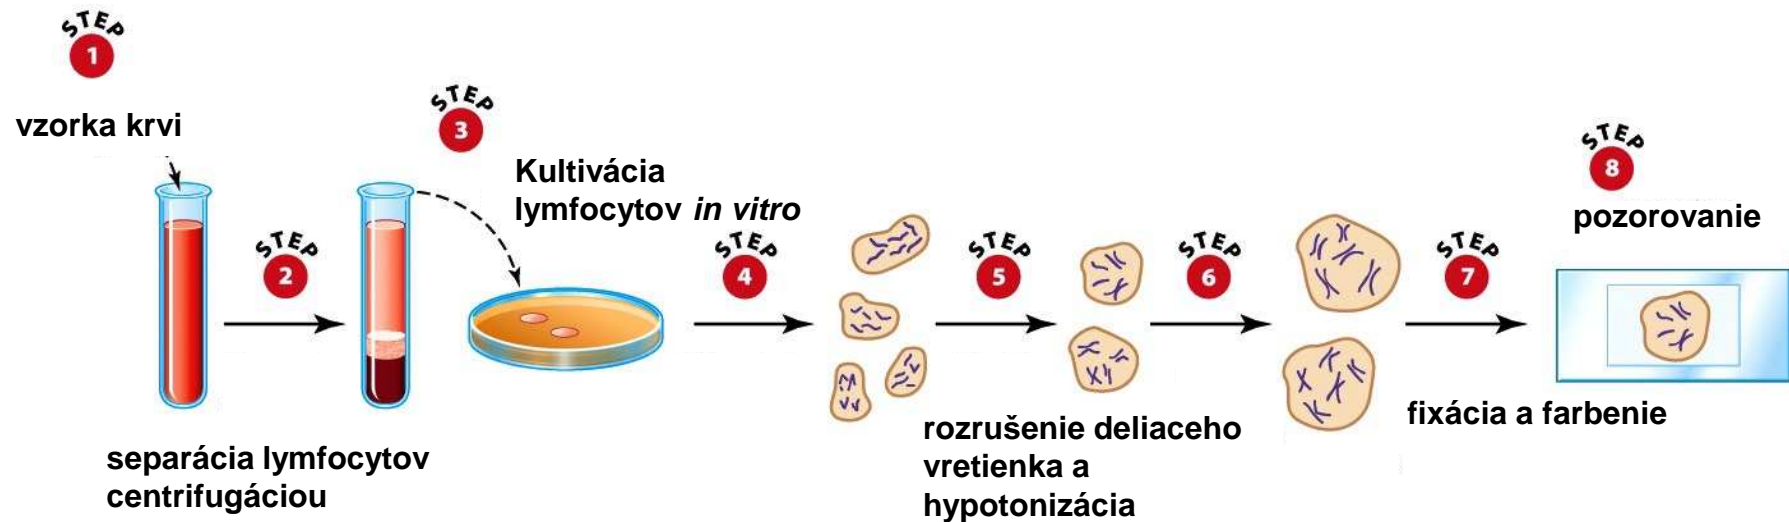 STEP
1
vzorka krvi
STEP
2
separácia lymfocytov
centrifugáciou
STEP
3
Kultivácia
lymfocytov in vitro
STEP
4
STEP
5
rozrušenie deliaceho
vretienka a
hypotonizácia
STEP
6
STEP
7
fixácia a farbenie
STEP
8
pozorovanie